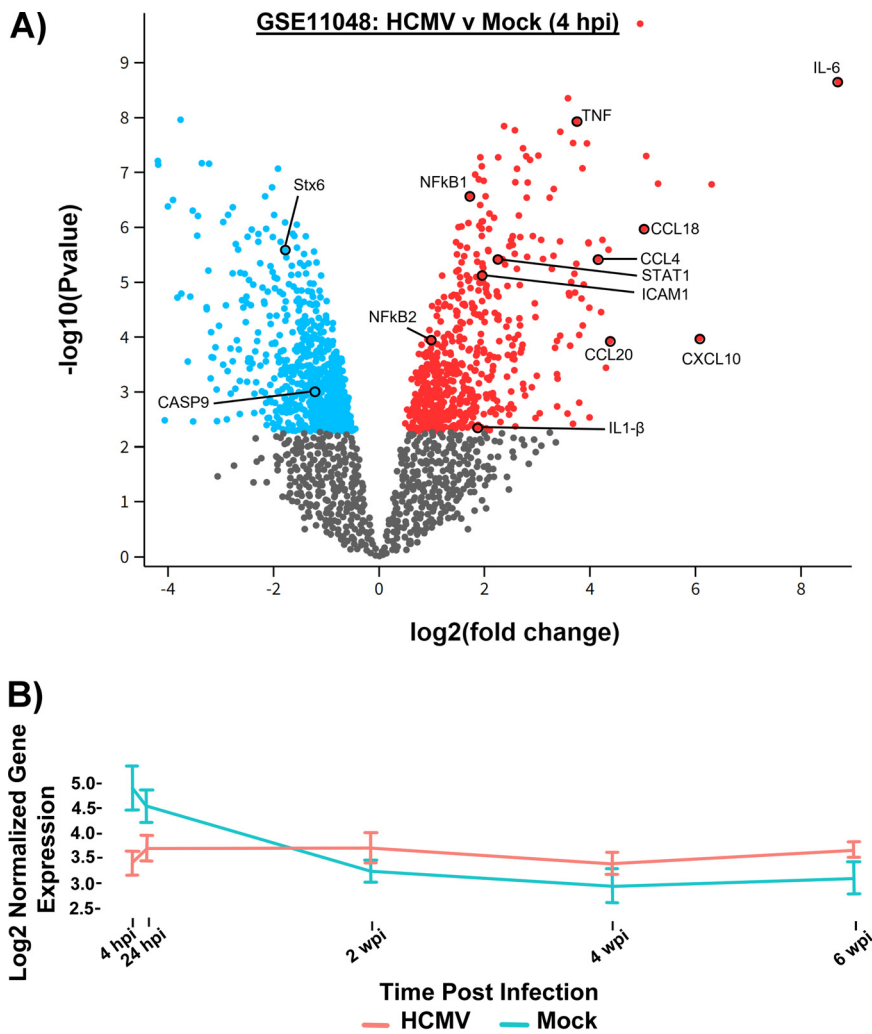 A)
GSE11048: HCMV v Mock (4 hpi)
-log10(Pvalue)
9
8
7
6
5
4
3
2
1
0
IL-6
TNF
Stx6
NFkB1
CCL18
CCL4
STAT1
ICAM1
NFkB2
CCL20
CXCL10
CASP9
IL1-β
-4
-2
0
2
4
6
8
log2(fold change)
B)
Log2 Normalized Gene
Expression
5.0-
4.5-
4.0-
3.5-
3.0-
2.5-
4 hpi
24 hpi
2 wpi
4 wpi
6 wpi
Time Post Infection
HCMV
Mock